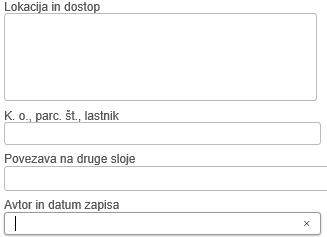 Lokacija in dostop
K. o., parc. št., lastnik
Povezava na druge sloje
Avtor in datum zapisa